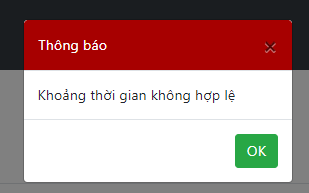 Thông báo
×
Khoảng thời gian không hợp lệ
OK